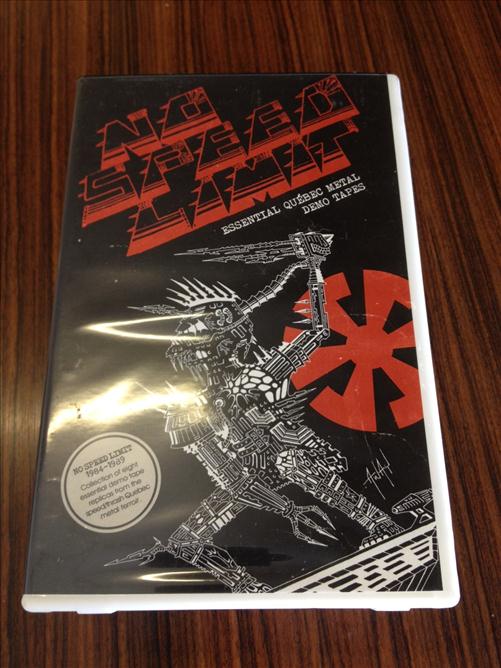 NO
SPEED
LIMIT
ESSENTIAL QUÉBEC METAL
DEMO TAPES
NO SPEED LIMIT
1984-1989
Collection of eight
essential demo tape
replicas from the
speed/thrash Québec
metal terroir.